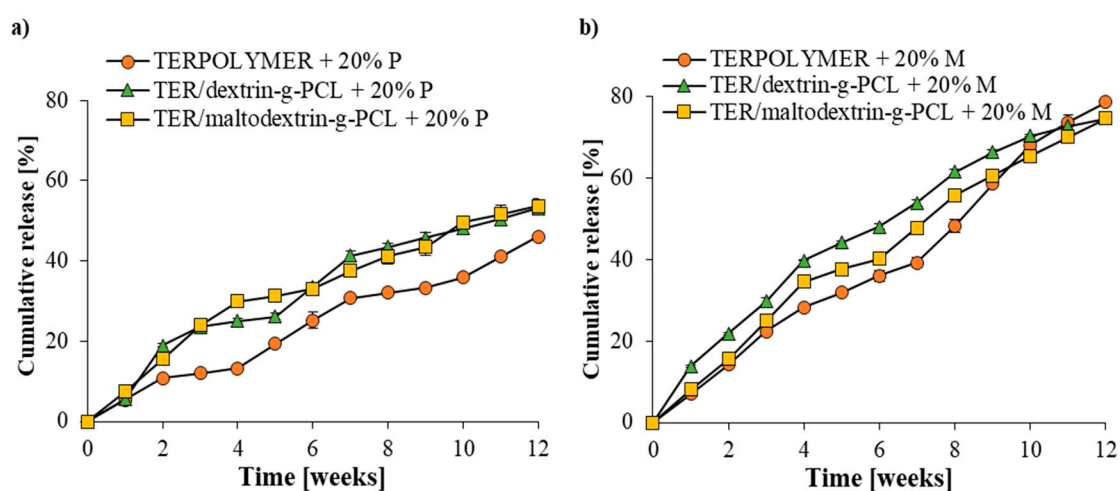 a)
TERPOLYMER + 20% P
TER/dextrin-g-PCL + 20% P
TER/maltodextrin-g-PCL + 20% P
Cumulative release [%]
80
60
40
20
0
0 2 4 6 8 10 12
Time [weeks]
b)
TERPOLYMER + 20% M
TER/dextrin-g-PCL + 20% M
TER/maltodextrin-g-PCL + 20% M
Cumulative release [%]
80
60
40
20
0
0 2 4 6 8 10 12
Time [weeks]